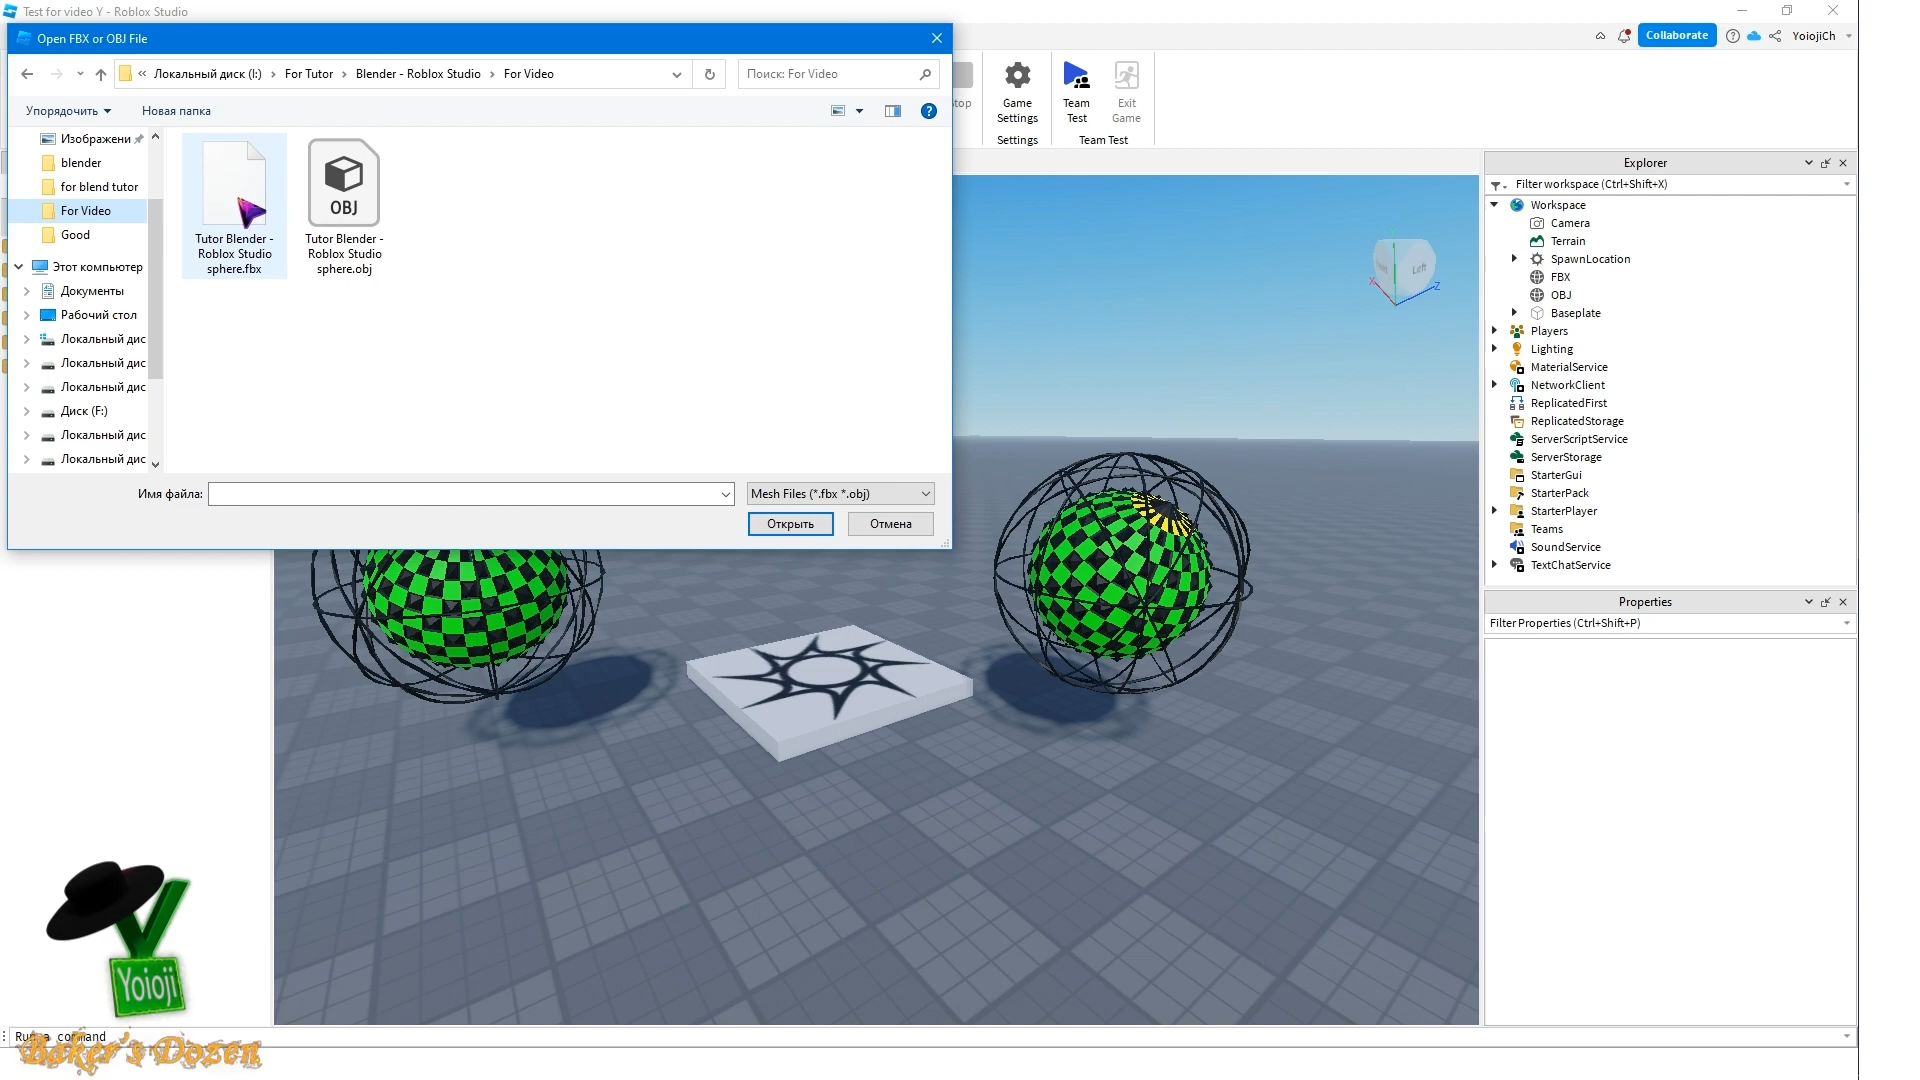 Test for video Y - Roblox Studio
Open FBX or OBJ File
Collaborate
YoiojiCh
« Локальный диск (I:) > For Tutor > Blender - Roblox Studio > For Video
Поиск: For Video
Упорядочить
Новая папка
Game
Settings
Team
Test
Exit
Game
Settings
Team Test
Изображени
blender
for blend tutor
For Video
Good
Этот компьютер
Документы
Рабочий стол
Локальный дис
Локальный дис
Локальный дис
Диск (F:)
Локальный дис
Локальный дис
Tutor Blender -
Roblox Studio
sphere.fbx
OBJ
Tutor Blender -
Roblox Studio
sphere.obj
Имя файла:
Mesh Files (*.fbx *.obj)
Открыть
Отмена
Left
X
Z
Explorer
Filter workspace (Ctrl+Shift+X)
Workspace
Camera
Terrain
SpawnLocation
FBX
OBJ
Baseplate
Players
Lighting
MaterialService
NetworkClient
ReplicatedFirst
ReplicatedStorage
ServerScriptService
ServerStorage
StarterGui
StarterPack
StarterPlayer
Teams
SoundService
TextChatService
Properties
Filter Properties (Ctrl+Shift+P)
Yoioji
Run a command
Baker's Dozen